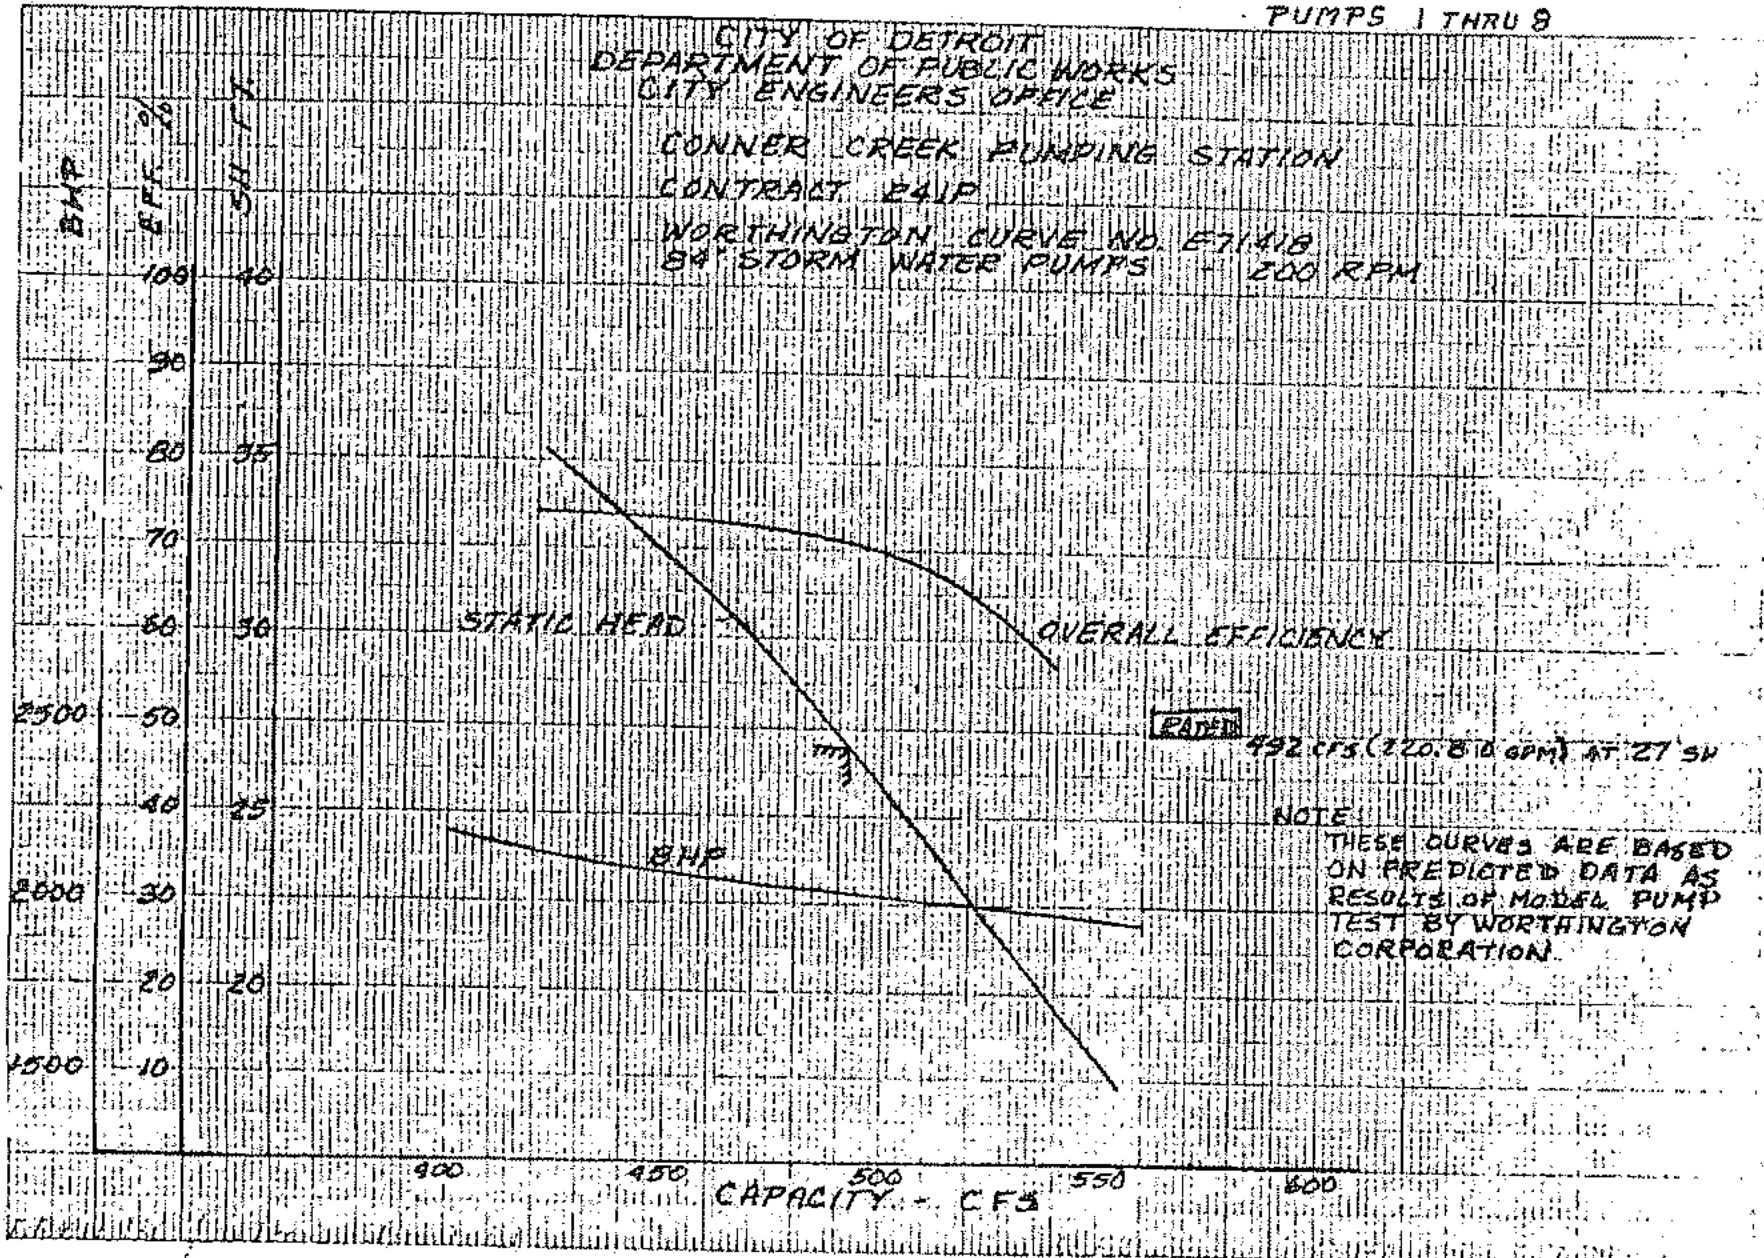 PUMPS 1 THRU 8
CITY OF DETROIT
DEPARTMENT OF PUBLIC WORKS
CITY ENGINEERS OFFICE
CONNER CREEK PUMPING STATION
CONTRACT 241P
WORTHINGTON CURVE NO. E71418
84" STORM WATER PUMPS - 200 RPM
BHP
EFF. %
SH FT.
100 40
90
80 35
70
60 30
2500 50
40 25
2000 30
20 20
1500 10
STATIC HEAD
OVERALL EFFICIENCY
BHP
RATED
492 CFS (220.8 0 GPM) AT 27 SH
NOTE:
THESE CURVES ARE BASED
ON PREDICTED DATA AS
RESULTS OF MODEL PUMP
TEST BY WORTHINGTON
CORPORATION.
400 450 500 550 600
CAPACITY - CFS